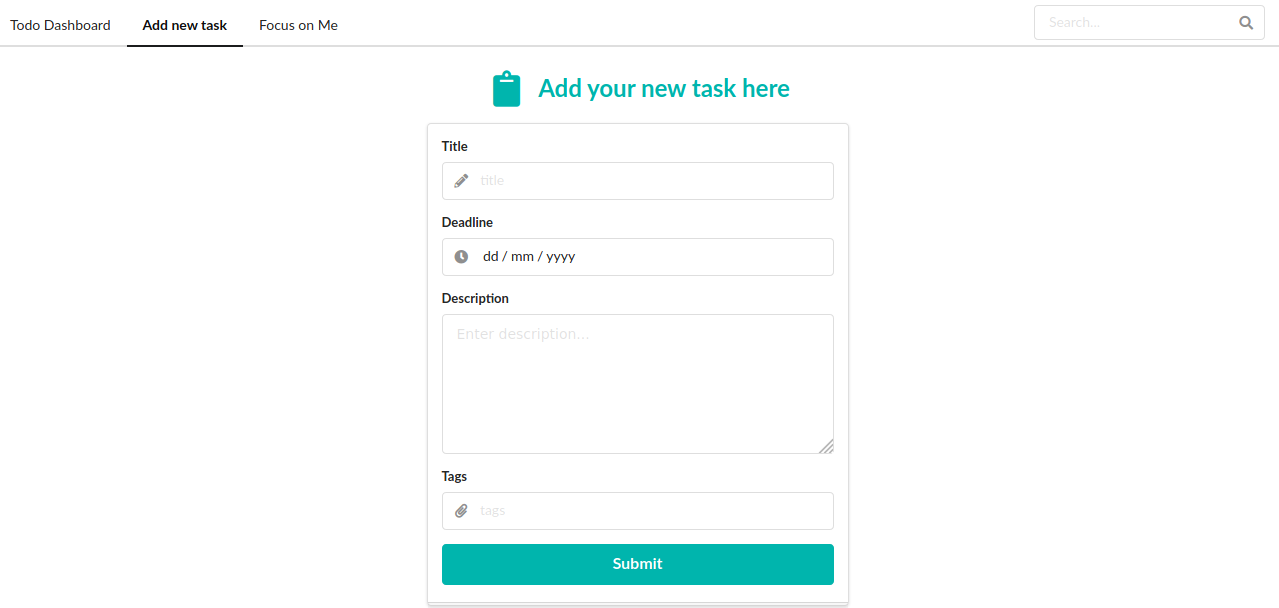 Todo Dashboard Add new task Focus on Me Search...
Add your new task here
Title
title
Deadline
dd / mm / yyyy
Description
Enter description...
Tags
tags
Submit